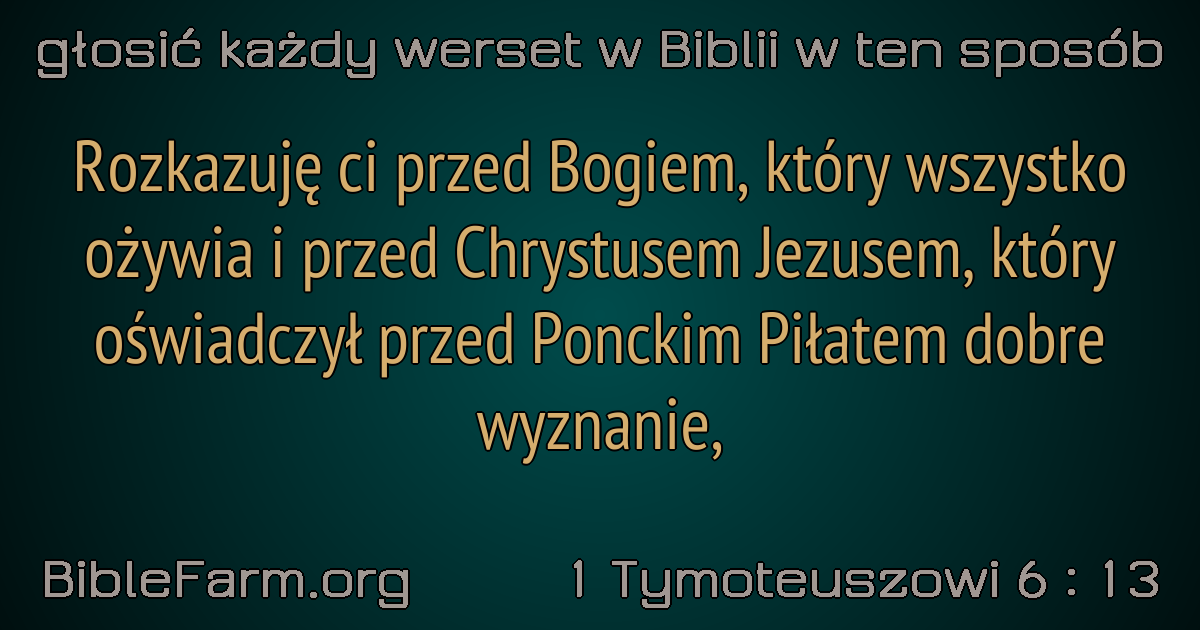 głosić każdy werset w Biblii w ten sposób
Rozkazuję ci przed Bogiem, który wszystko
ożywia i przed Chrystusem Jezusem, który
oświadczył przed Ponckim Piłatem dobre
wyznanie,
BibleFarm.org
1 Tymoteuszowi 6 : 13